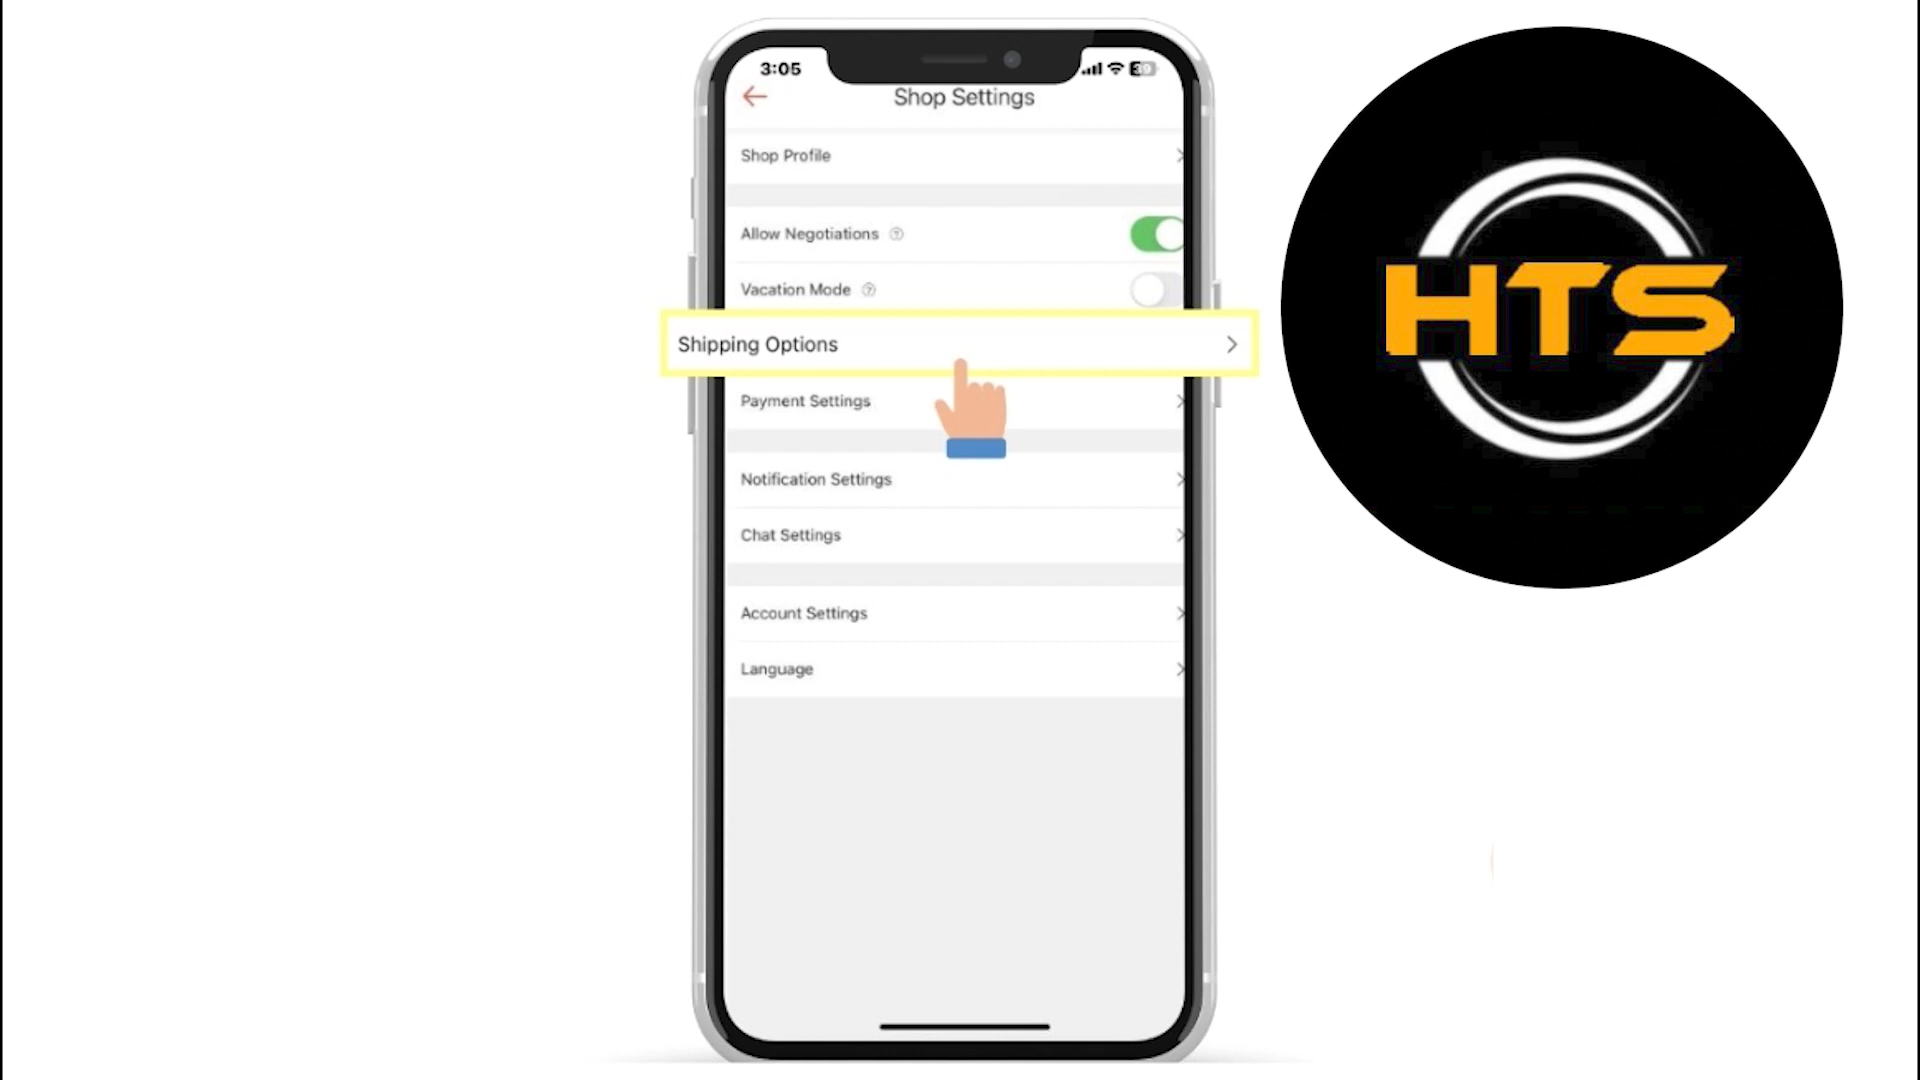 3:05
39
Shop Settings
Shop Profile
Allow Negotiations
Vacation Mode
Shipping Options
Payment Settings
Notification Settings
Chat Settings
Account Settings
Language
HTS